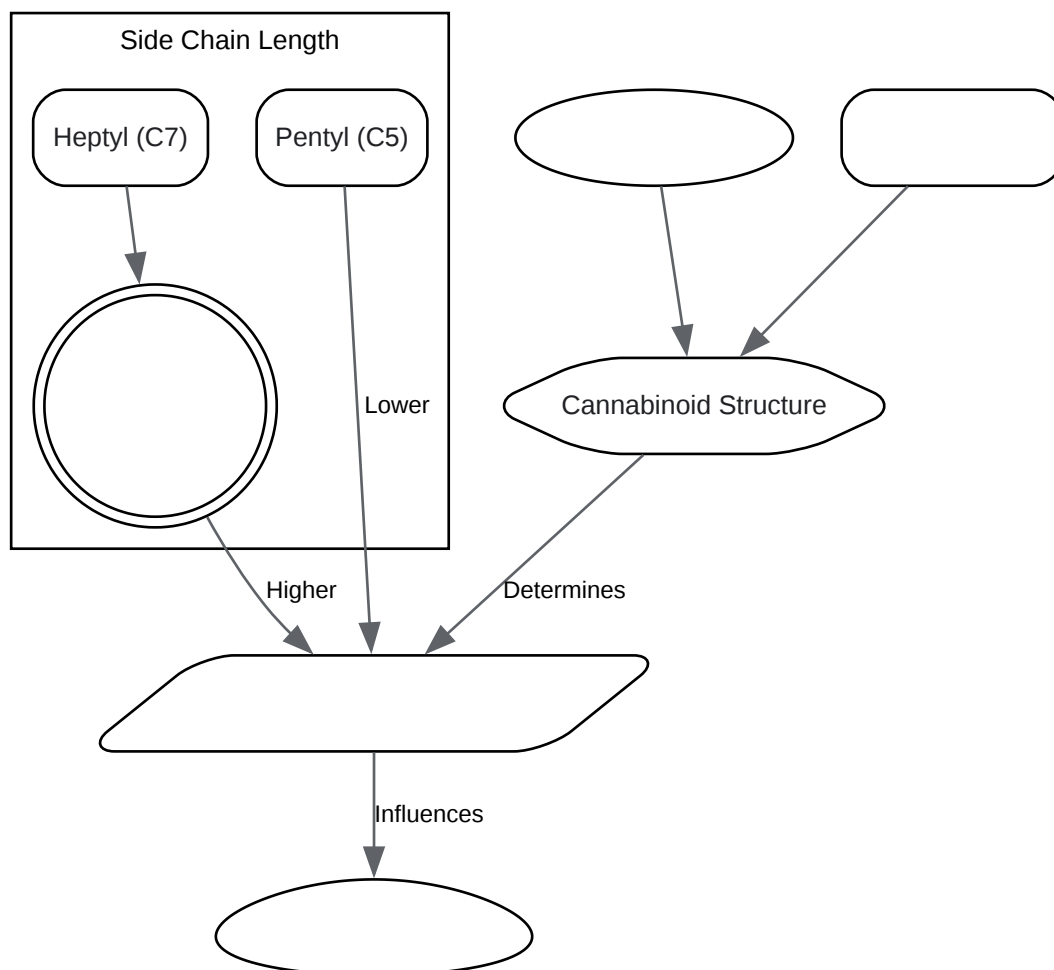 Side Chain Length
Heptyl (C7)
Pentyl (C5)
Lower
Cannabinoid Structure
Higher
Determines
Influences